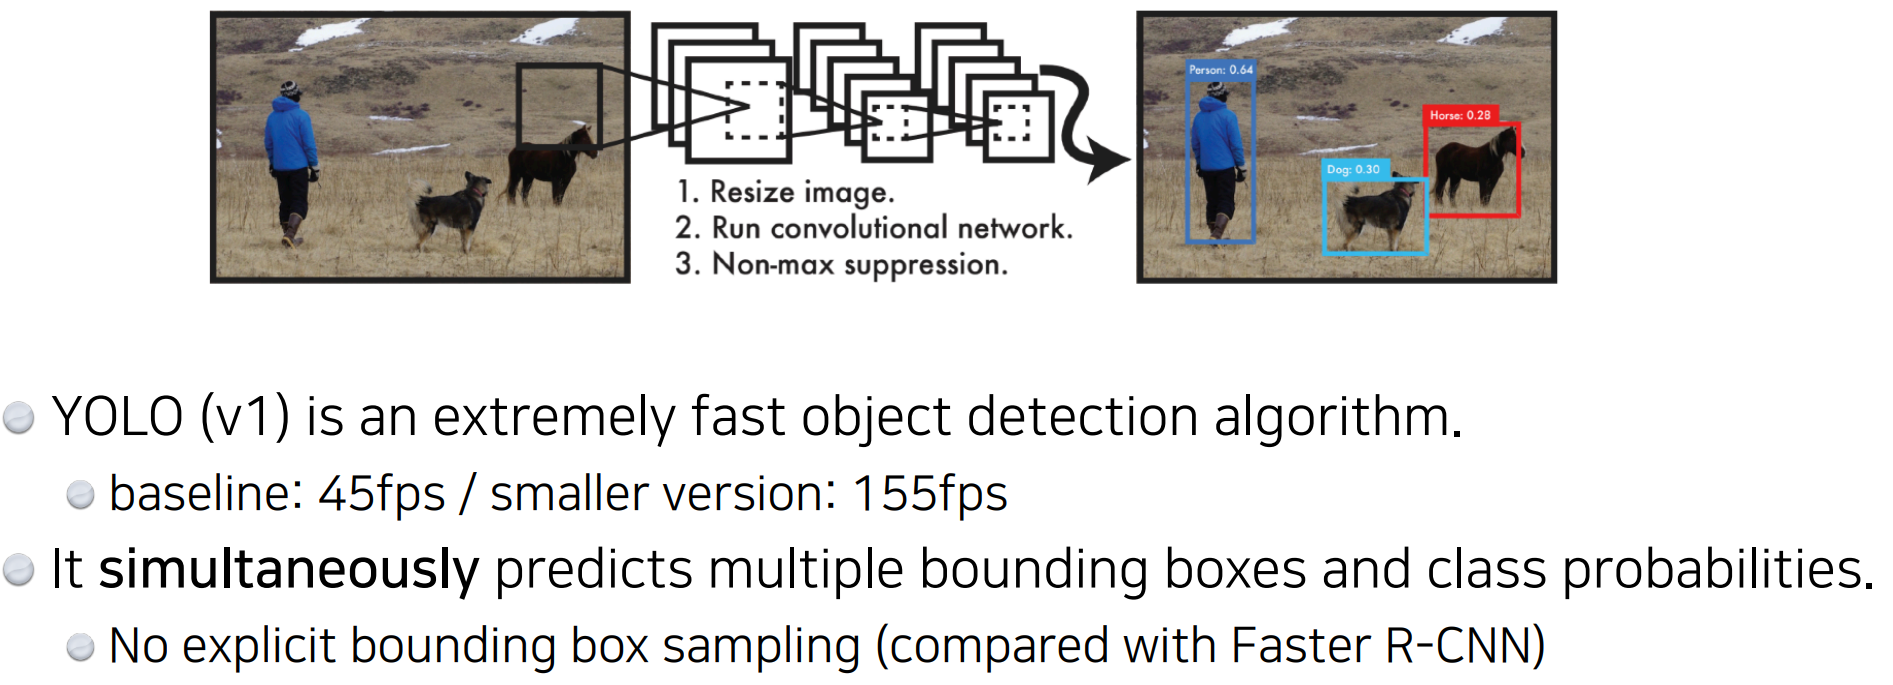 Person: 0.64
Horse: 0.28
Dog: 0.30
1. Resize image.
2. Run convolutional network.
3. Non-max suppression.
YOLO (v1) is an extremely fast object detection algorithm.
baseline: 45fps / smaller version: 155fps
It simultaneously predicts multiple bounding boxes and class probabilities.
No explicit bounding box sampling (compared with Faster R-CNN)